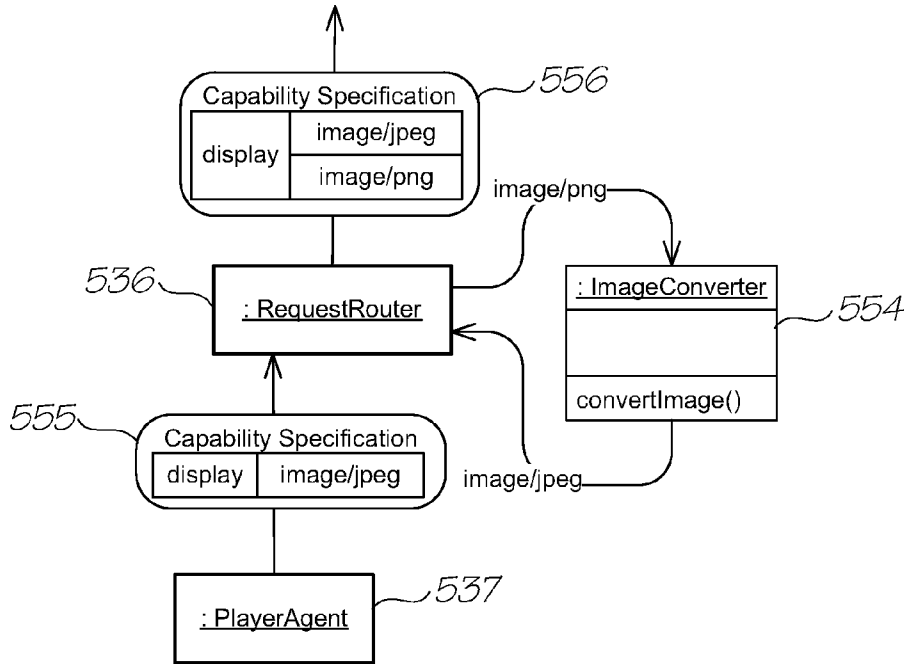 556
Capability Specification
display
image/jpeg
image/png
image/png
536
: RequestRouter
: ImageConverter
554
convertImage()
555
Capability Specification
display
image/jpeg
image/jpeg
537
: PlayerAgent